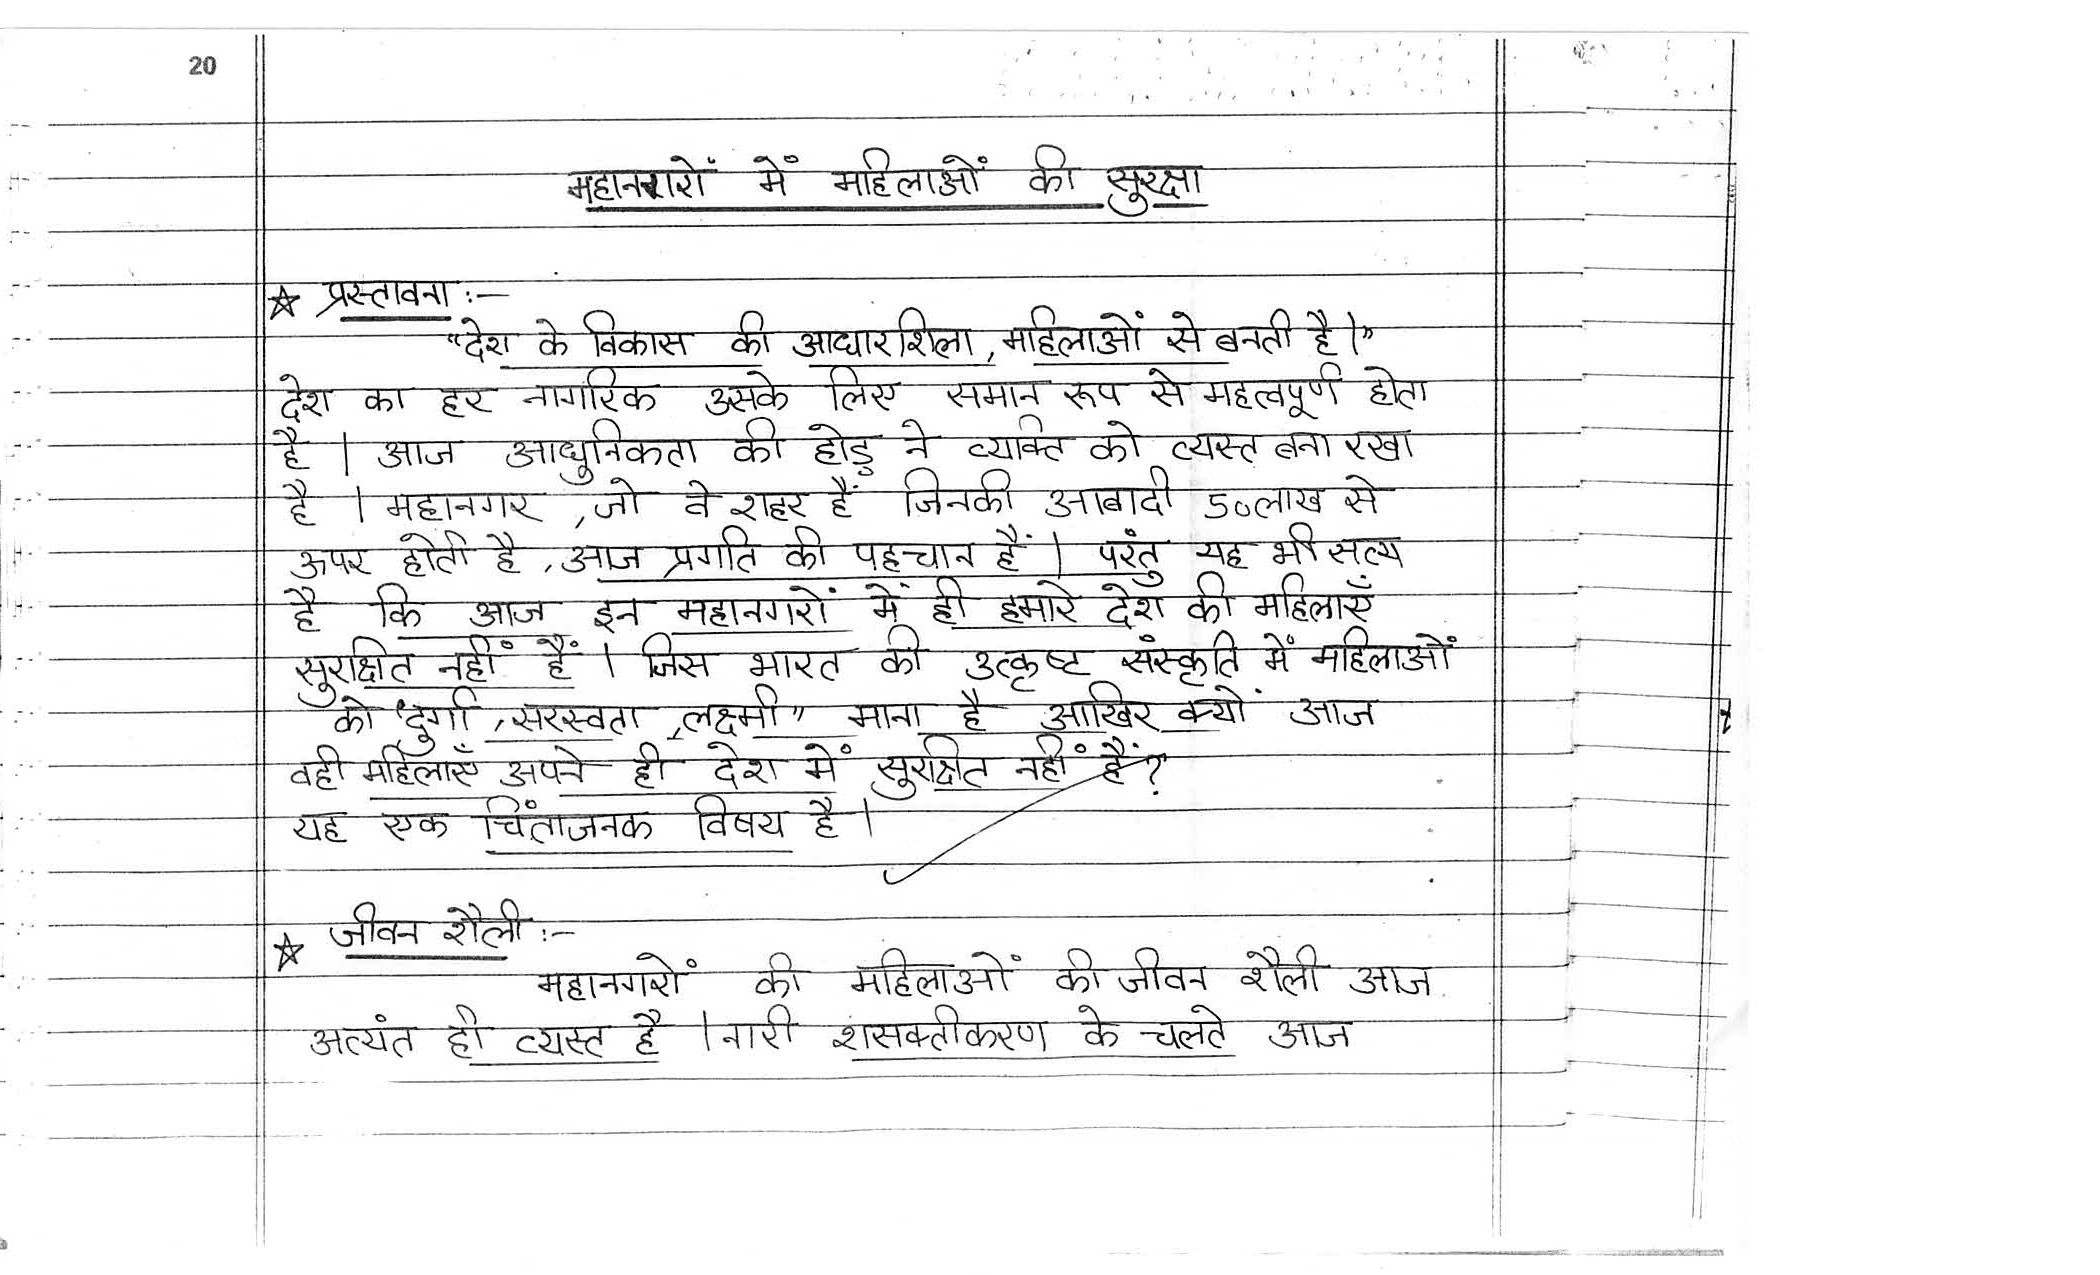 20
महानगरों में महिलाओं की सुरक्षा
☆ प्रस्तावना :-
"देश के विकास की आधारशिला, महिलाओं से बनती है।"
देश का हर नागरिक उसके लिए समान रूप से महत्वपूर्ण होता
है । आज आधुनिकता की होड़ ने व्यक्ति को व्यस्त बना रखा
है । महानगर, जो वे शहर हैं जिनकी आबादी 50लाख से
ऊपर होती है, आज प्रगति की पहचान हैं । परंतु यह भी सत्य
है कि आज इन महानगरों में ही हमारे देश की महिलाएँ
सुरक्षित नहीं हैं । जिस भारत की उत्कृष्ट संस्कृति में महिलाओं
को "दुर्गा, सरस्वती, लक्ष्मी" माना है आखिर क्यों आज
वही महिलाएँ अपने ही देश में सुरक्षित नहीं हैं?
यह एक चिंताजनक विषय है ।
☆ जीवन शैली :-
महानगरों की महिलाओं की जीवन शैली आज
अत्यंत ही व्यस्त है । नारी शसक्तीकरण के चलते आज